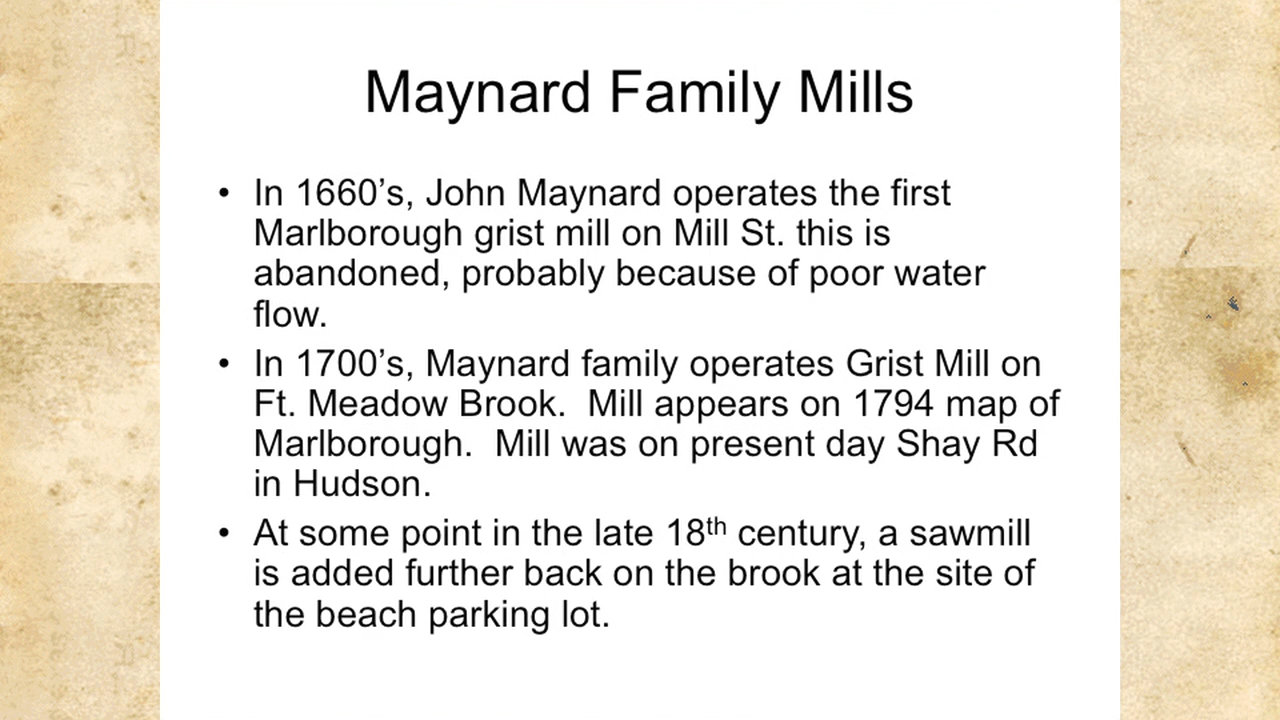 Maynard Family Mills
• In 1660’s, John Maynard operates the first
Marlborough grist mill on Mill St. this is
abandoned, probably because of poor water
flow.
• In 1700’s, Maynard family operates Grist Mill on
Ft. Meadow Brook.  Mill appears on 1794 map of
Marlborough.  Mill was on present day Shay Rd
in Hudson.
• At some point in the late 18th century, a sawmill
is added further back on the brook at the site of
the beach parking lot.